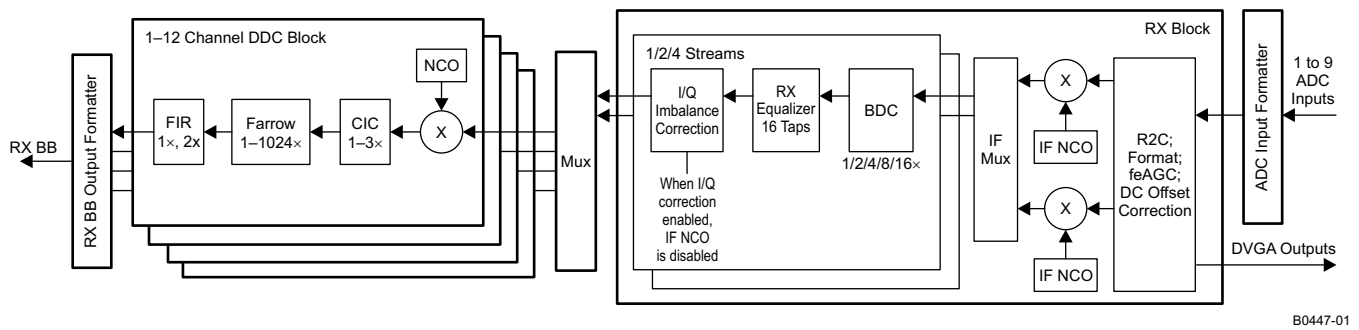 1–12 Channel DDC Block
NCO
FIR
1×, 2x
Farrow
1–1024×
CIC
1–3×
X
RX BB
RX BB Output Formatter
Mux
RX Block
1/2/4 Streams
I/Q
Imbalance
Correction
RX
Equalizer
16 Taps
BDC
1/2/4/8/16×
When I/Q
correction
enabled,
IF NCO
is disabled
IF
Mux
X
IF NCO
X
IF NCO
R2C;
Format;
feAGC;
DC Offset
Correction
ADC Input Formatter
1 to 9
ADC
Inputs
DVGA Outputs
B0447-01